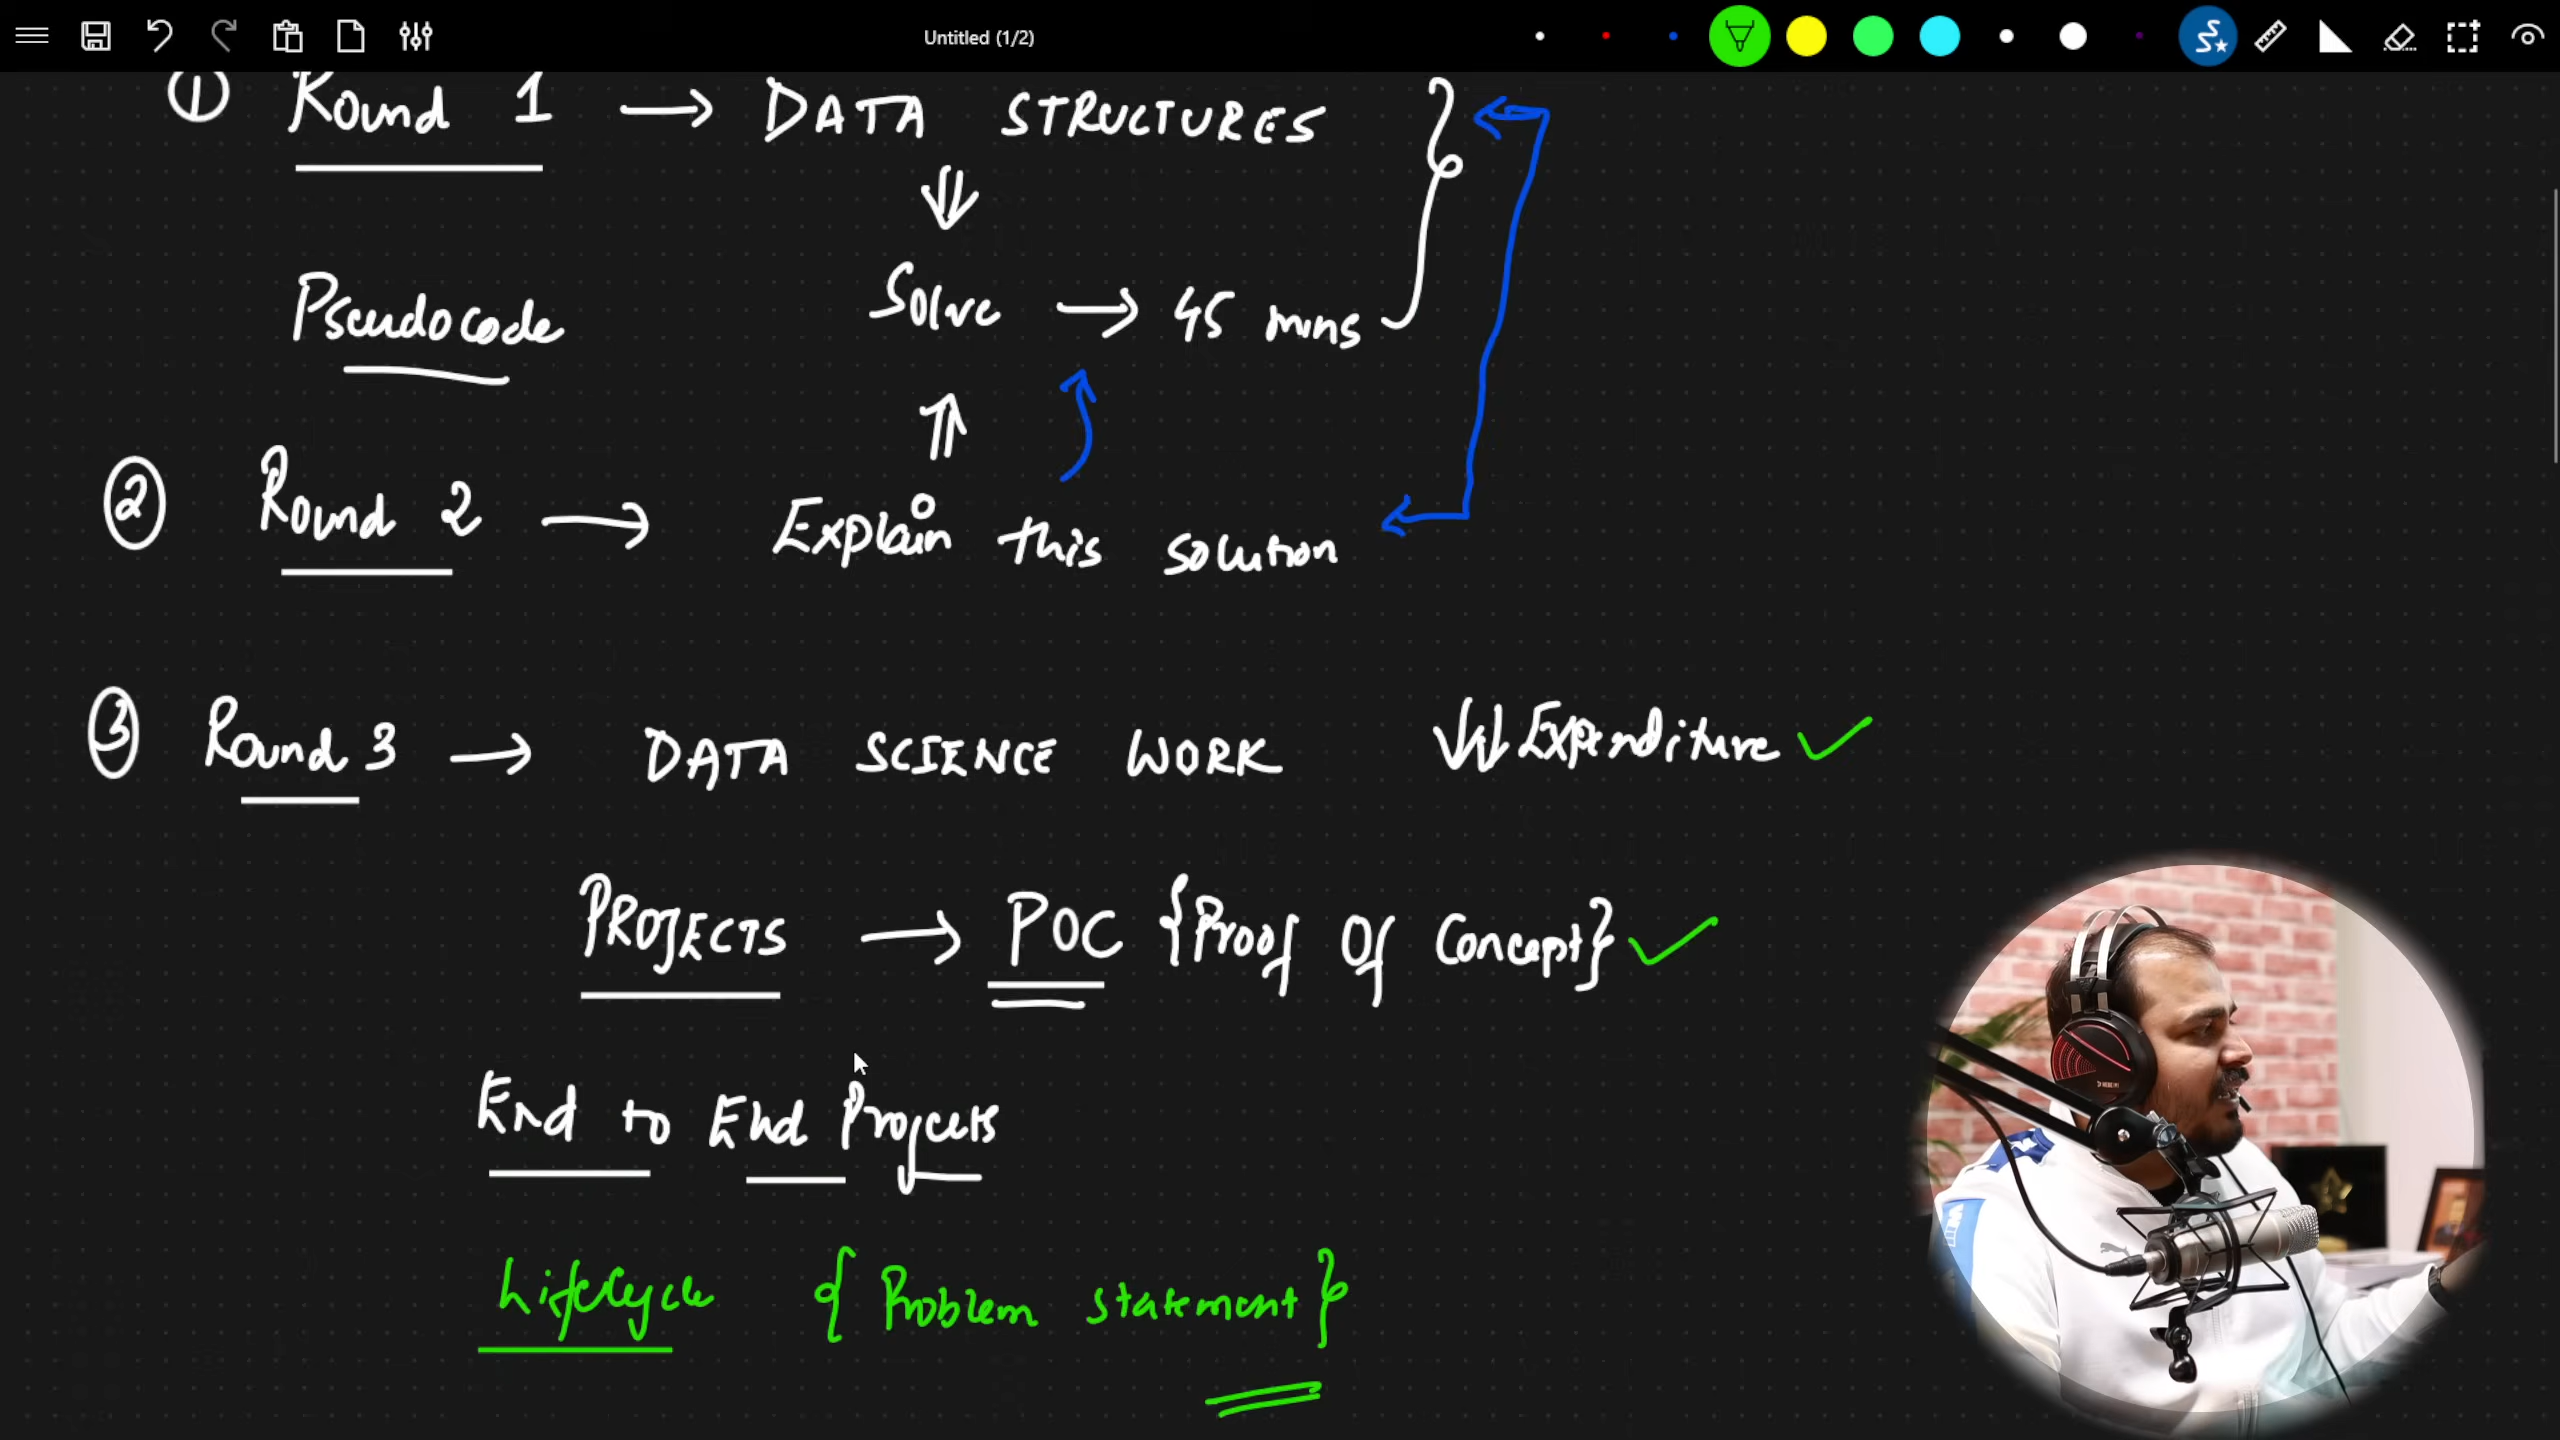 Untitled (1/2)
① Round 1 → DATA STRUCTURES
Pseudocode
Solve → 45 mins
② Round 2 → Explain this solution
③ Round 3 → DATA SCIENCE WORK ↓↓↓ Expenditure ✓
PROJECTS → POC {Proof Of Concept} ✓
End to End Projects
Lifecycle { Problem statement }